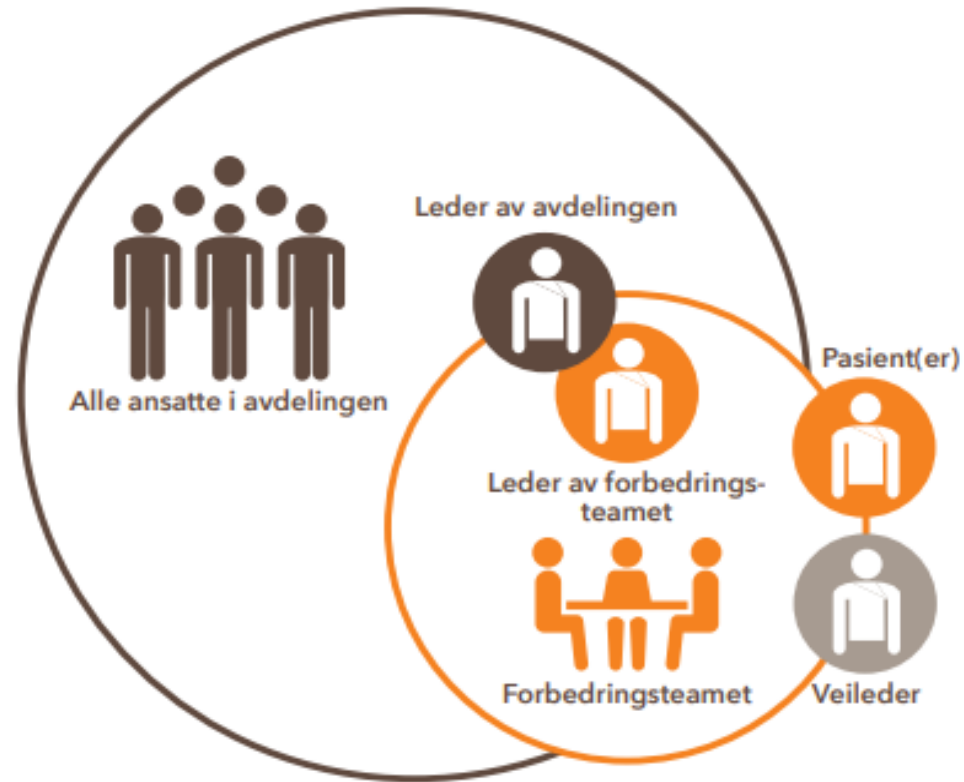 Leder av avdelingen
Pasient(er)
Alle ansatte i avdelingen
Leder av forbedrings-
teamet
Forbedringsteamet
Veileder